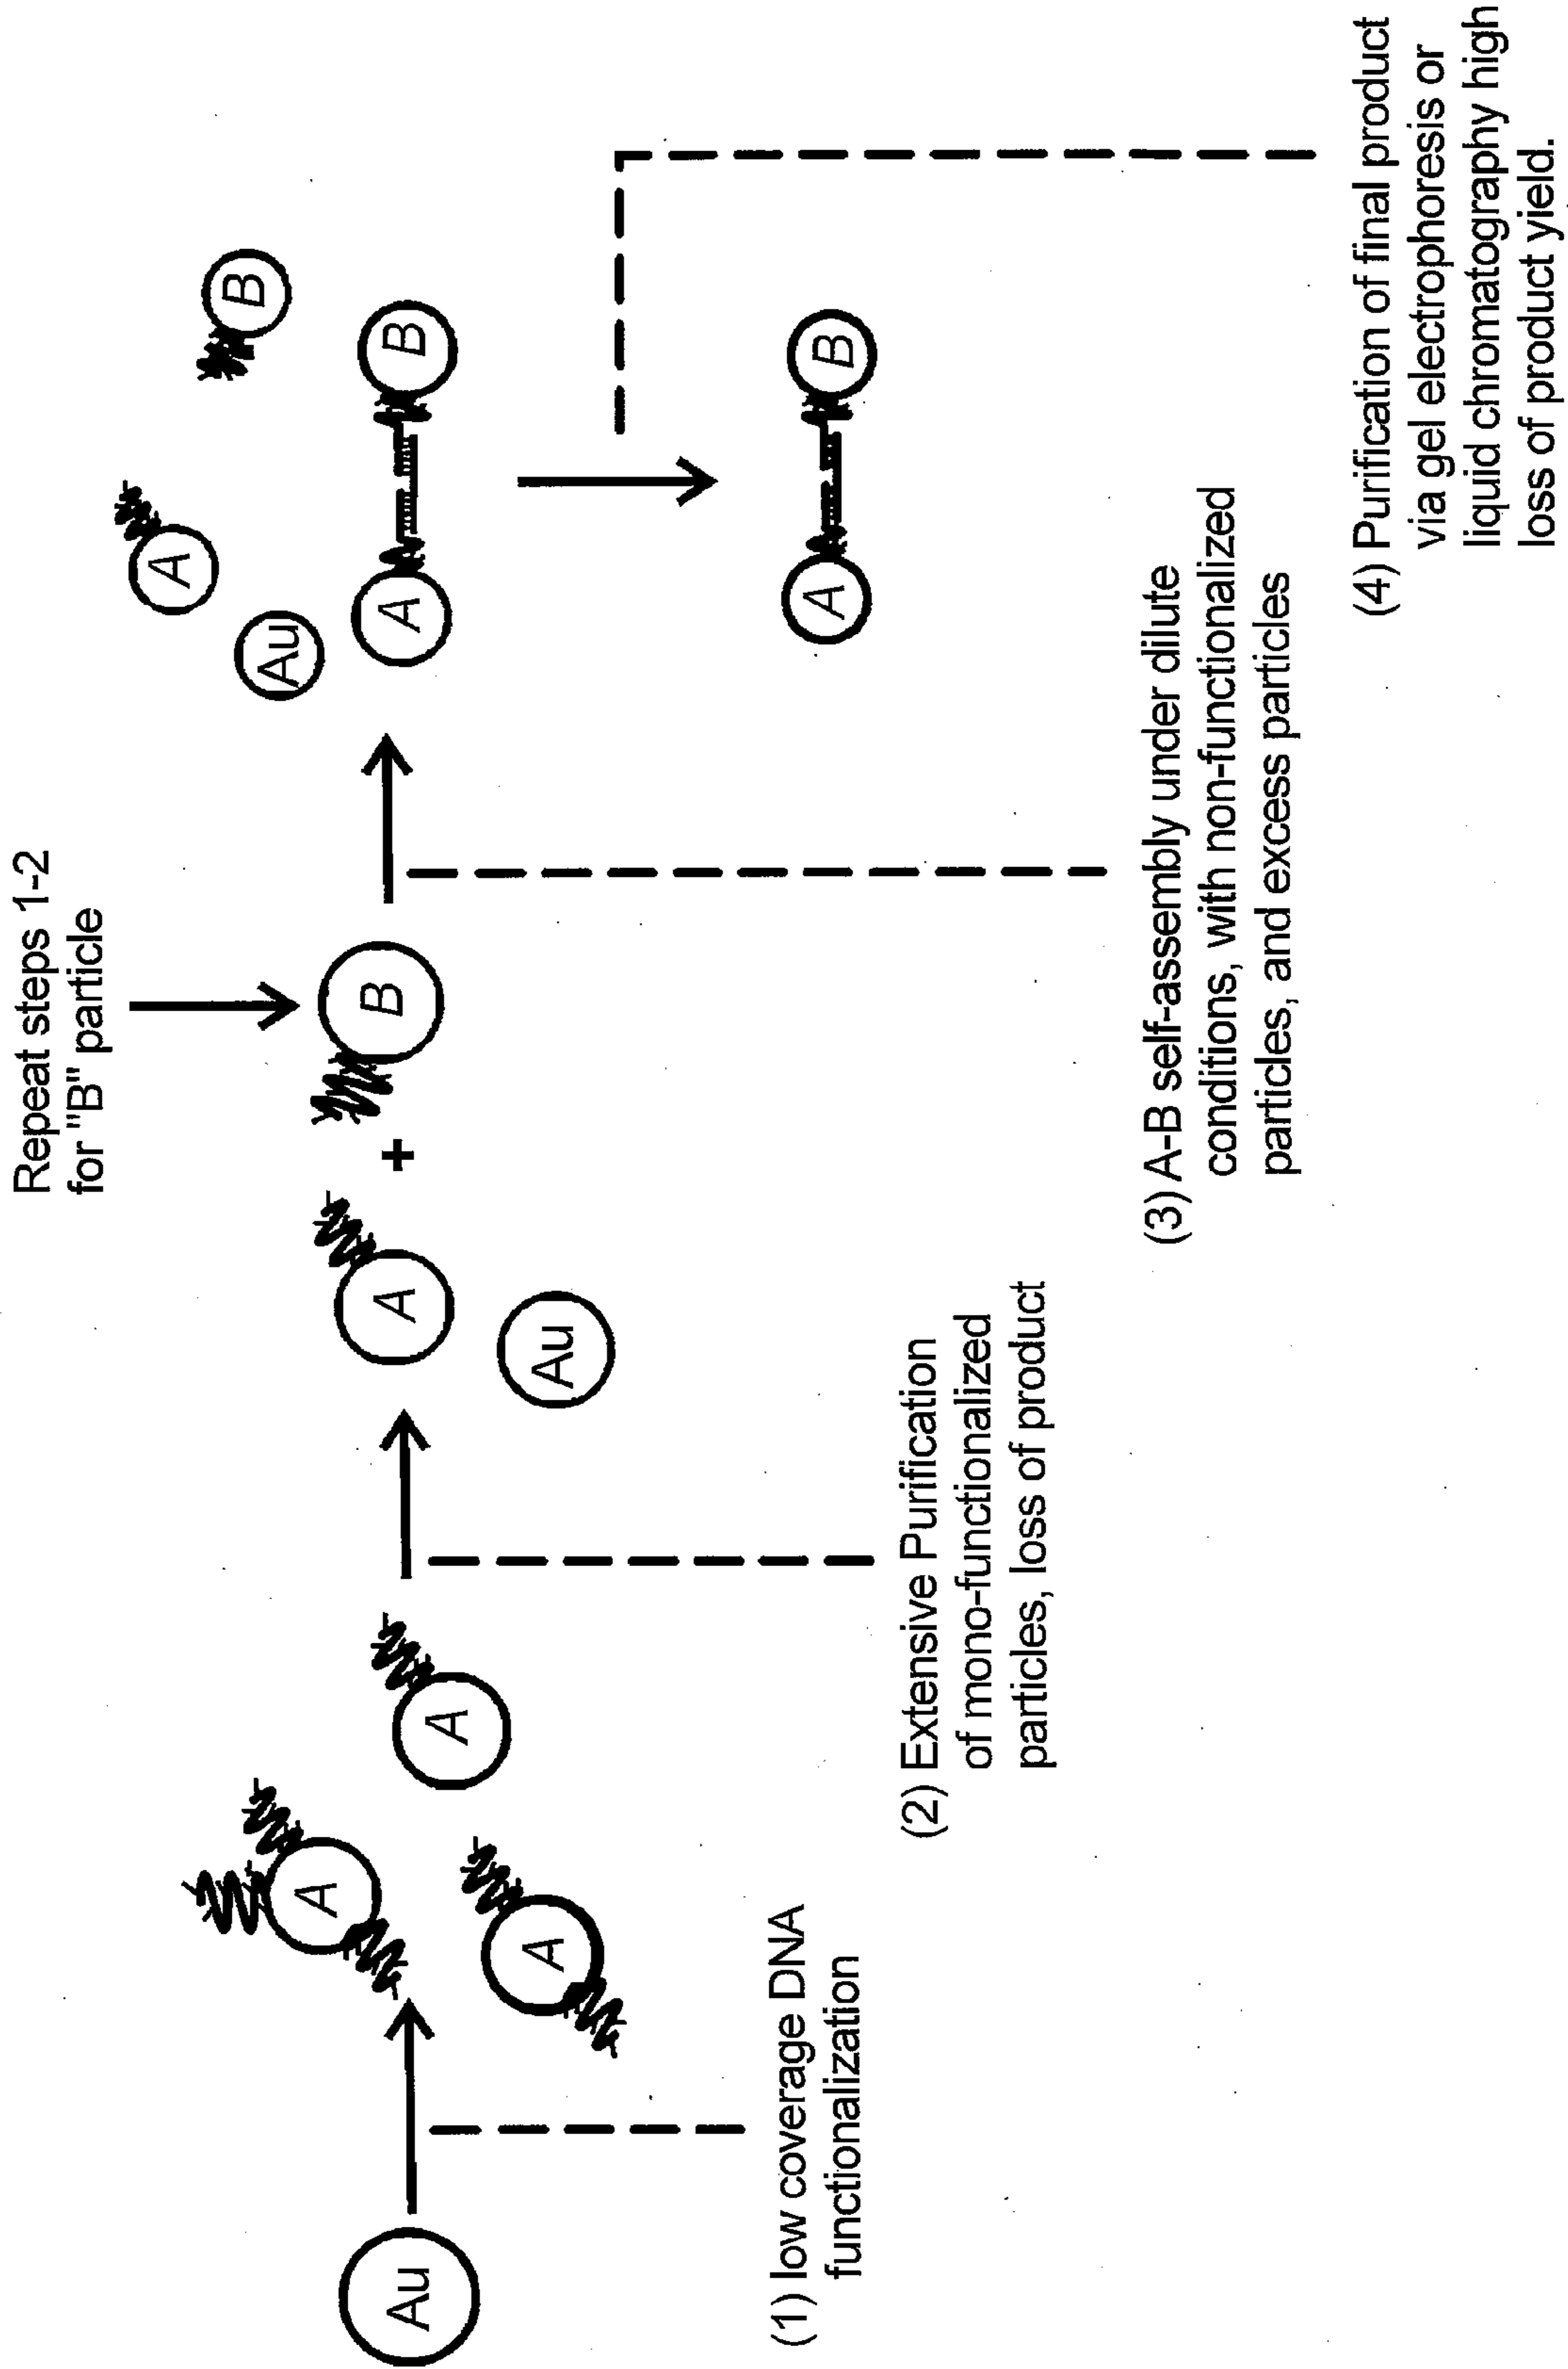 Repeat steps 1-2
for "B" particle
Au
A
A
A
A
Au
+
B
A
Au
B
A
B
A
B
(1) low coverage DNA
functionalization
(2) Extensive Purification
of mono-functionalized
particles, loss of product
(3) A-B self-assembly under dilute
conditions, with non-functionalized
particles, and excess particles
(4) Purification of final product
via gel electrophoresis or
liquid chromatography high
loss of product yield.